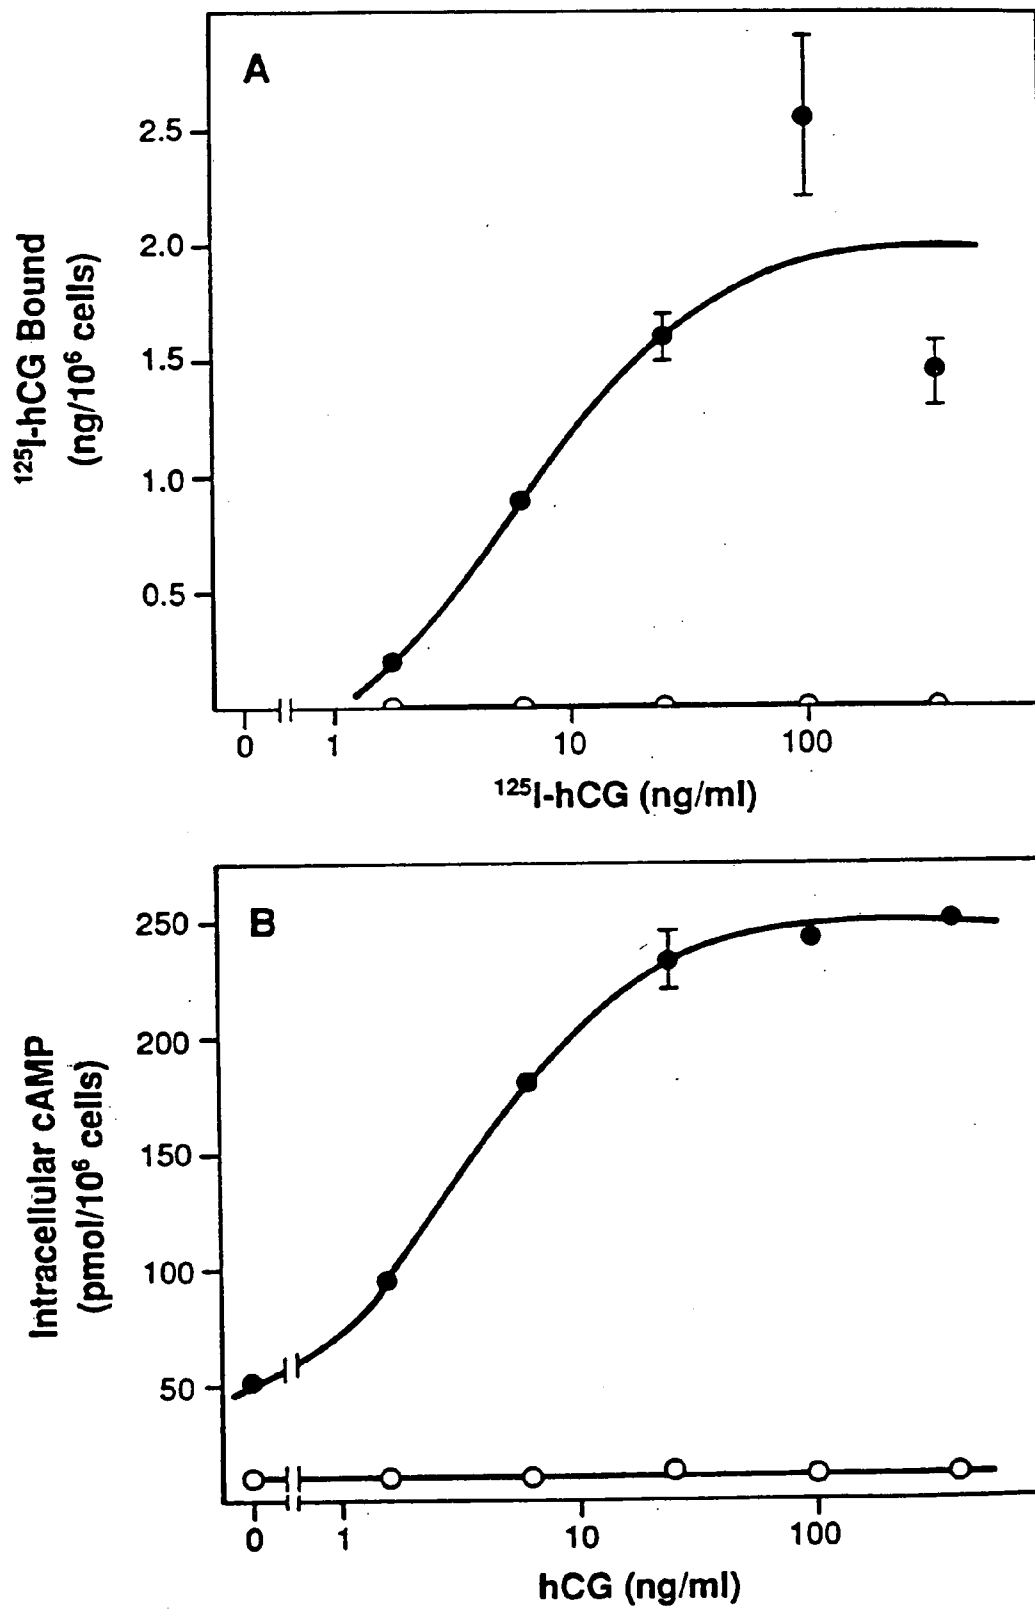 A
2.5
2.0
1.5
1.0
0.5
¹²⁵I-hCG Bound
(ng/10⁶ cells)
0 1 10 100
¹²⁵I-hCG (ng/ml)
B
250
200
150
100
50
Intracellular cAMP
(pmol/10⁶ cells)
0 1 10 100
hCG (ng/ml)